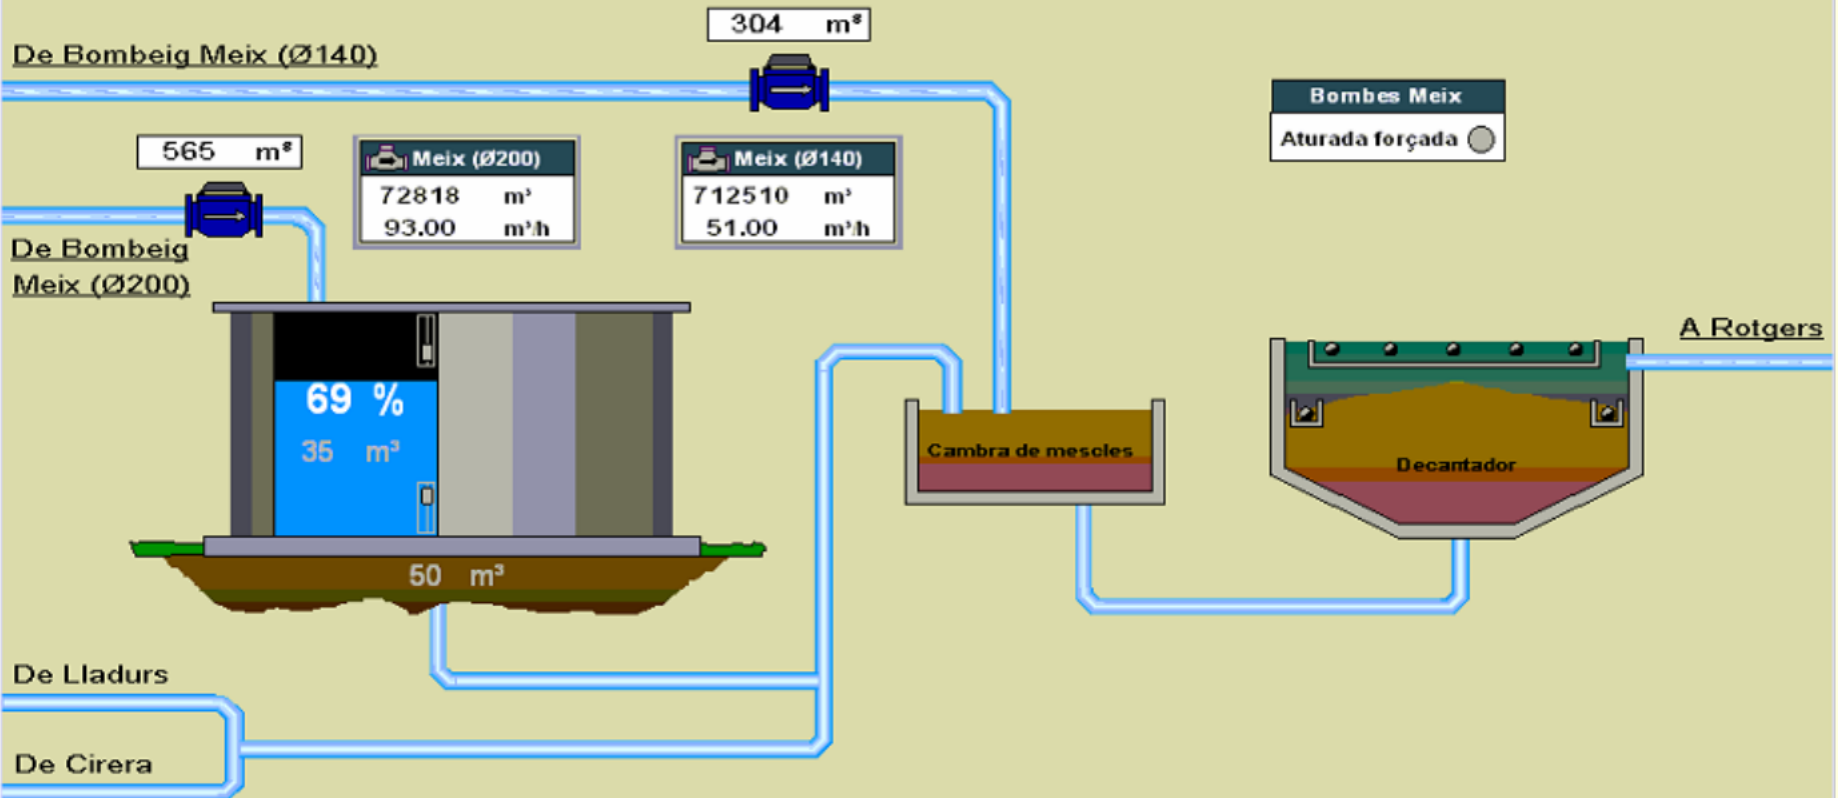 304 m³
De Bombeig Meix (Ø140)
Bombes Meix
Aturada forçada
565 m³
Meix (Ø200)
72818 m³
93.00 m³/h
Meix (Ø140)
712510 m³
51.00 m³/h
De Bombeig
Meix (Ø200)
A Rotgers
69 %
35 m³
Cambra de mescles
Decantador
50 m³
De Lladurs
De Cirera